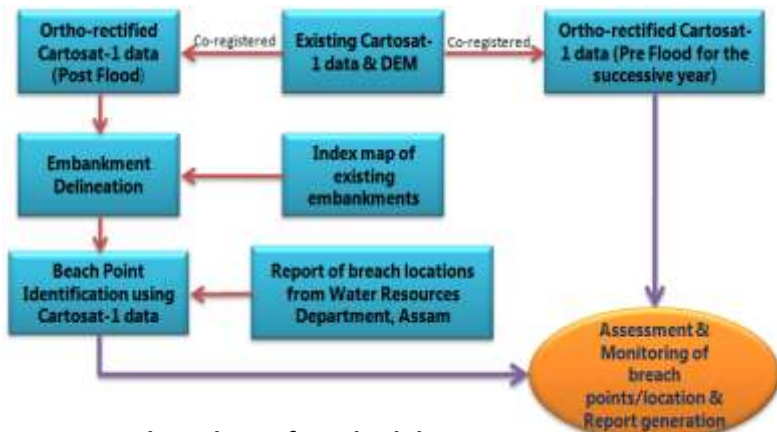 Ortho-rectified
Cartosat-1 data
(Post Flood)
Co-registered
Existing Cartosat-
1 data & DEM
Co-registered
Ortho-rectified Cartosat-
1 data (Pre Flood for the
successive year)
Embankment
Delineation
Index map of
existing
embankments
Beach Point
Identification using
Cartosat-1 data
Report of breach locations
from Water Resources
Department, Assam
Assessment &
Monitoring of
breach
points/location &
Report generation